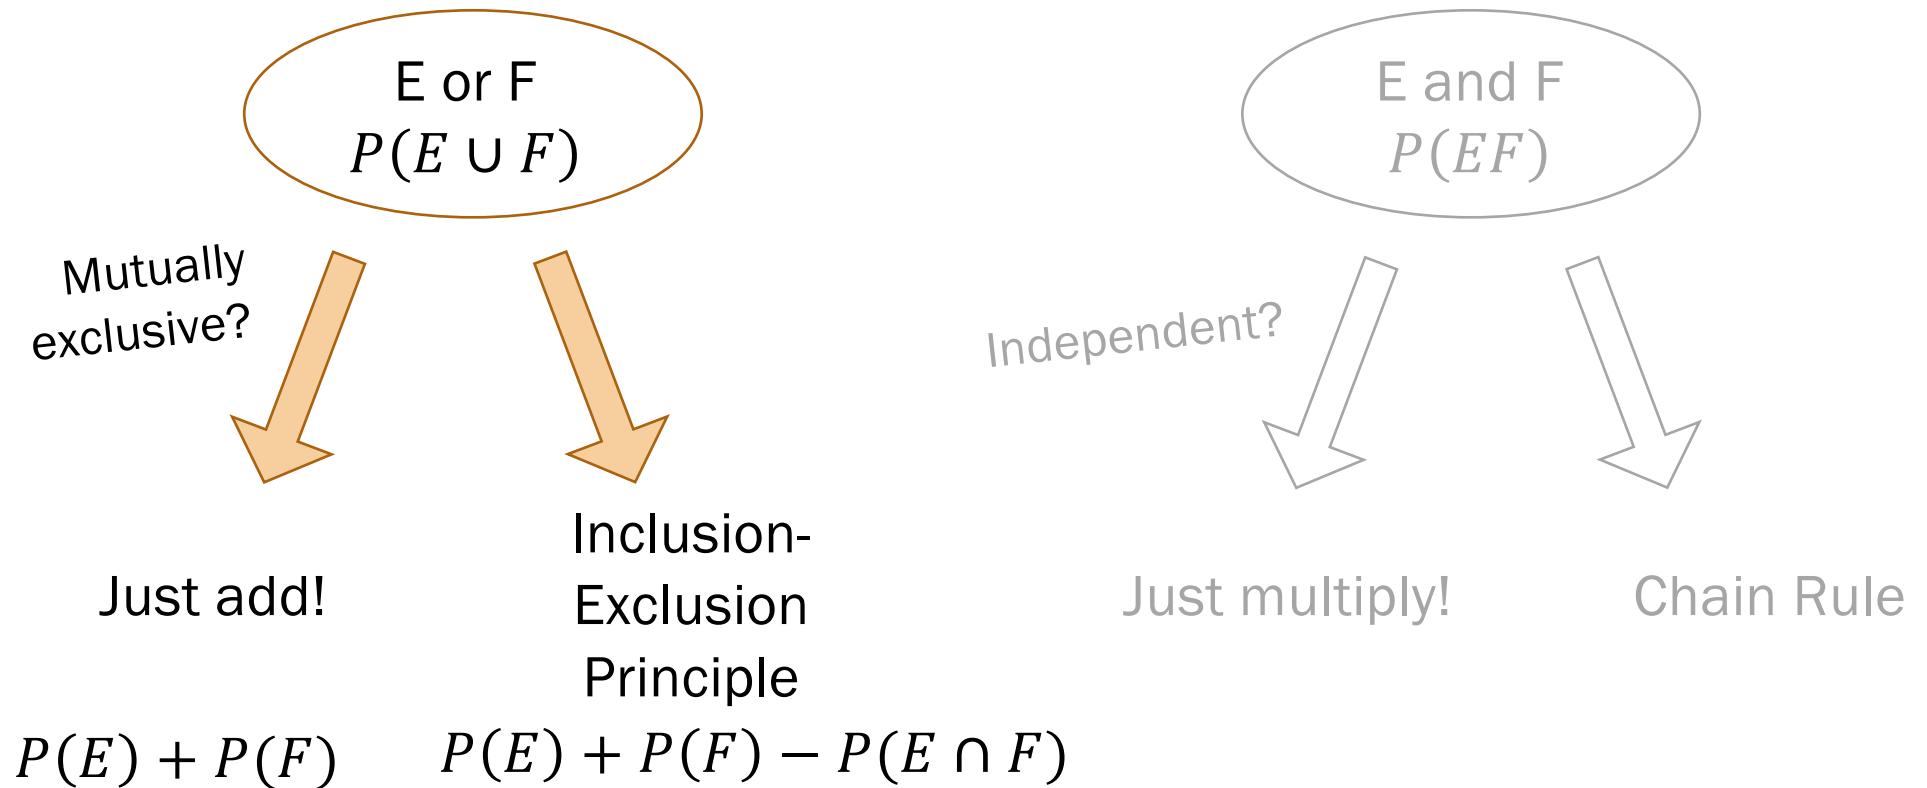 E or F
𝑃(𝐸 ∪ 𝐹)
Mutually
exclusive?
Just add!
𝑃(𝐸) + 𝑃(𝐹)
Inclusion-
Exclusion
Principle
𝑃(𝐸) + 𝑃(𝐹) − 𝑃(𝐸 ∩ 𝐹)
E and F
𝑃(𝐸𝐹)
Independent?
Just multiply!
Chain Rule